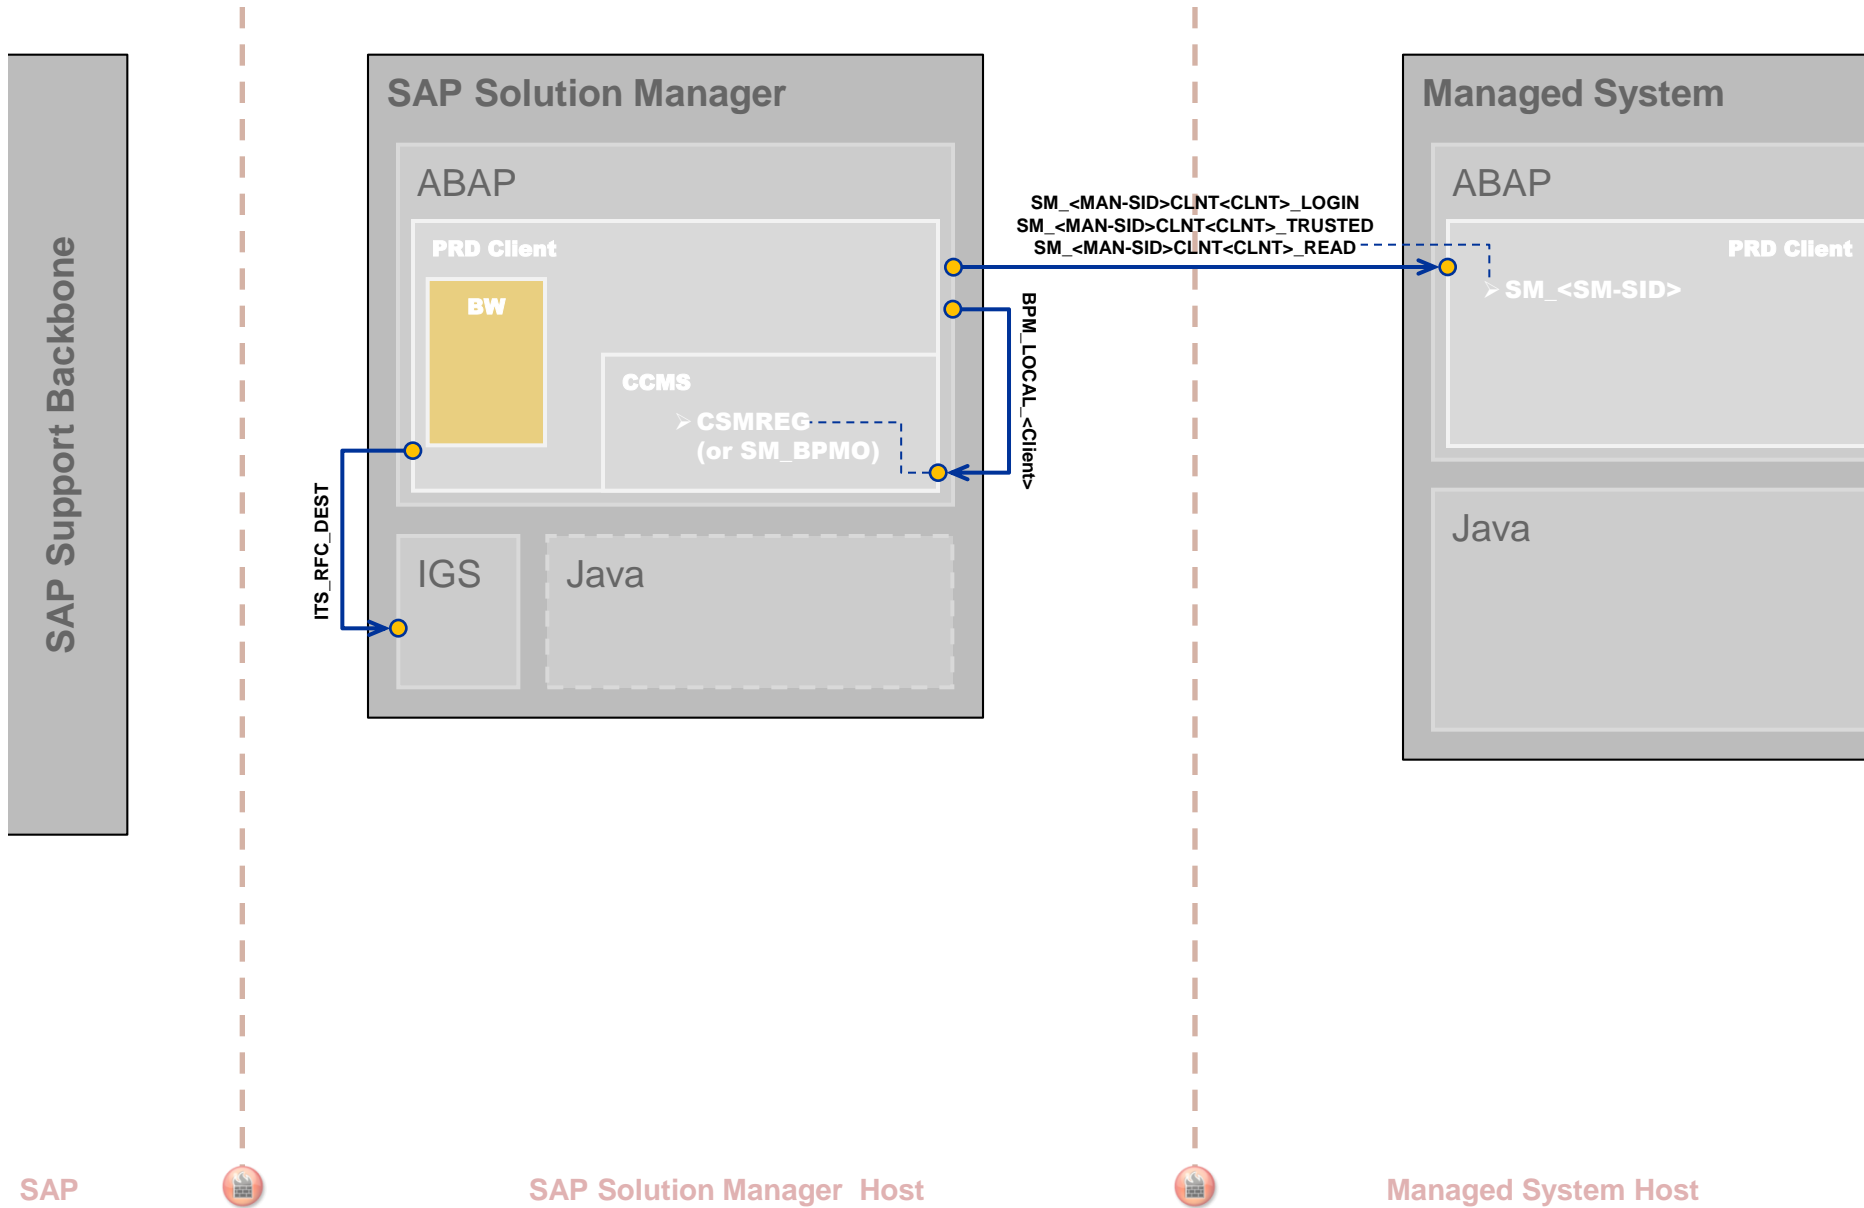 SAP Support Backbone
SAP Solution Manager
ABAP
PRD Client
BW
CCMS
CSMREG
(or SM_BPMO)
IGS
Java
ITS_RFC_DEST
BPM_LOCAL_<Client>
SM_<MAN-SID>CLNT<CLNT>_LOGIN
SM_<MAN-SID>CLNT<CLNT>_TRUSTED
SM_<MAN-SID>CLNT<CLNT>_READ
Managed System
ABAP
PRD Client
SM_<SM-SID>
Java
SAP
SAP Solution Manager  Host
Managed System Host